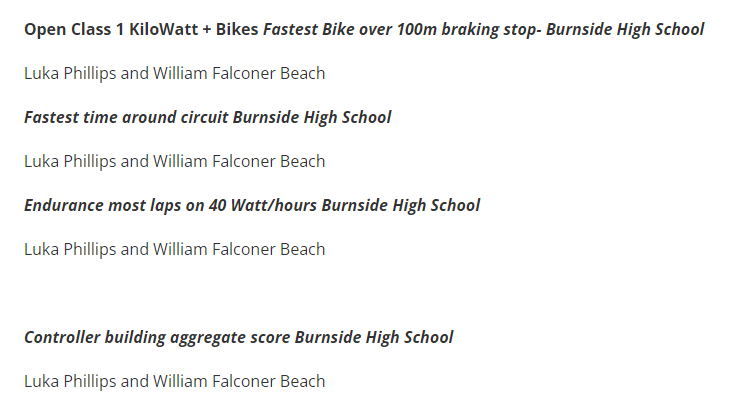 Open Class 1 KiloWatt + Bikes Fastest Bike over 100m braking stop- Burnside High School
Luka Phillips and William Falconer Beach
Fastest time around circuit Burnside High School
Luka Phillips and William Falconer Beach
Endurance most laps on 40 Watt/hours Burnside High School
Luka Phillips and William Falconer Beach
Controller building aggregate score Burnside High School
Luka Phillips and William Falconer Beach